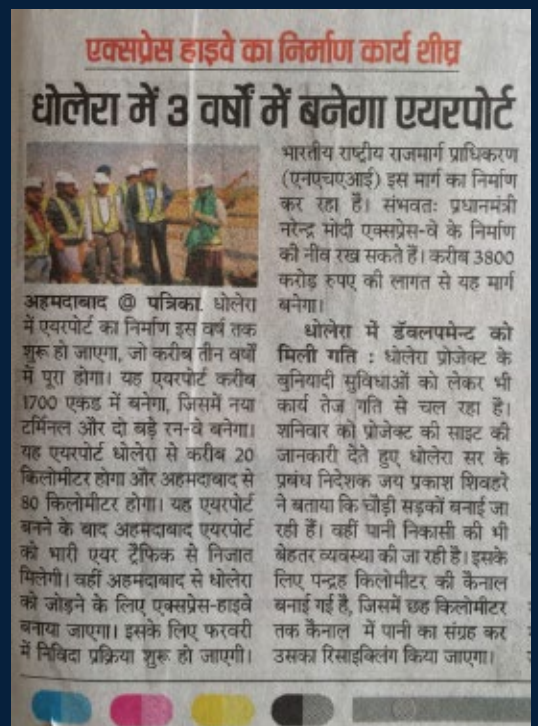 एक्सप्रेस हाइवे का निर्माण कार्य शीघ्र
धोलेरा में 3 वर्षों में बनेगा एयरपोर्ट
अहमदाबाद @ पत्रिका. धोलेरा
में एयरपोर्ट का निर्माण इस वर्ष तक
शुरू हो जाएगा, जो करीब तीन वर्षों
में पूरा होगा। यह एयरपोर्ट करीब
1700 एकड में बनेगा, जिसमें नया
टर्मिनल और दो बड़े रन-वे बनेगा।
यह एयरपोर्ट धोलेरा से करीब 20
किलोमीटर होगा और अहमदाबाद से
80 किलोमीटर होगा। यह एयरपोर्ट
बनने के बाद अहमदाबाद एयरपोर्ट
को भारी एयर ट्रैफिक से निजात
मिलेगी। वहीं अहमदाबाद से धोलेरा
को जोड़ने के लिए एक्सप्रेस-हाइवे
बनाया जाएगा। इसके लिए फरवरी
में निविदा प्रक्रिया शुरू हो जाएगी।
भारतीय राष्ट्रीय राजमार्ग प्राधिकरण
(एनएचएआई) इस मार्ग का निर्माण
कर रहा है। संभवतः प्रधानमंत्री
नरेन्द्र मोदी एक्सप्रेस-वे के निर्माण
की नींव रख सकते हैं। करीब 3800
करोड़ रुपए की लागत से यह मार्ग
बनेगा।
धोलेरा में डॅवलपमेन्ट को
मिली गति : धोलेरा प्रोजेक्ट के
बुनियादी सुविधाओं को लेकर भी
कार्य तेज गति से चल रहा है।
शनिवार को प्रोजेक्ट की साइट की
जानकारी देते हुए धोलेरा सर के
प्रबंध निदेशक जय प्रकाश शिवहरे
ने बताया कि चौड़ी सड़कों बनाई जा
रही हैं। वहीं पानी निकासी की भी
बेहतर व्यवस्था की जा रही है। इसके
लिए पन्द्रह किलोमीटर की कैनाल
बनाई गई है, जिसमें छह किलोमीटर
तक कैनाल में पानी का संग्रह कर
उसका रिसाइक्लिंग किया जाएगा।